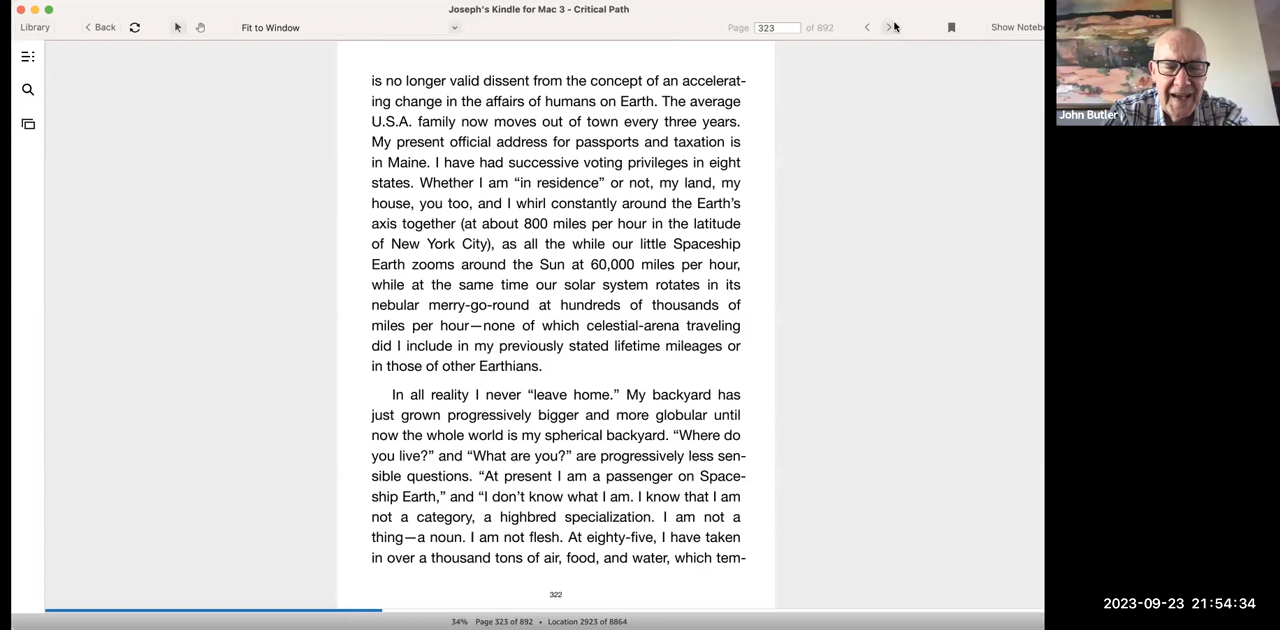 Joseph's Kindle for Mac 3 - Critical Path
Library
Back
Fit to Window
Page 323 of 892
Show Notebo
is no longer valid dissent from the concept of an accelerat-
ing change in the affairs of humans on Earth. The average
U.S.A. family now moves out of town every three years.
My present official address for passports and taxation is
in Maine. I have had successive voting privileges in eight
states. Whether I am “in residence” or not, my land, my
house, you too, and I whirl constantly around the Earth’s
axis together (at about 800 miles per hour in the latitude
of New York City), as all the while our little Spaceship
Earth zooms around the Sun at 60,000 miles per hour,
while at the same time our solar system rotates in its
nebular merry-go-round at hundreds of thousands of
miles per hour—none of which celestial-arena traveling
did I include in my previously stated lifetime mileages or
in those of other Earthians.
In all reality I never “leave home.” My backyard has
just grown progressively bigger and more globular until
now the whole world is my spherical backyard. “Where do
you live?” and “What are you?” are progressively less sen-
sible questions. “At present I am a passenger on Space-
ship Earth,” and “I don’t know what I am. I know that I am
not a category, a highbred specialization. I am not a
thing—a noun. I am not flesh. At eighty-five, I have taken
in over a thousand tons of air, food, and water, which tem-
322
34% Page 323 of 892 • Location 2923 of 8864
John Butler
2023-09-23 21:54:34